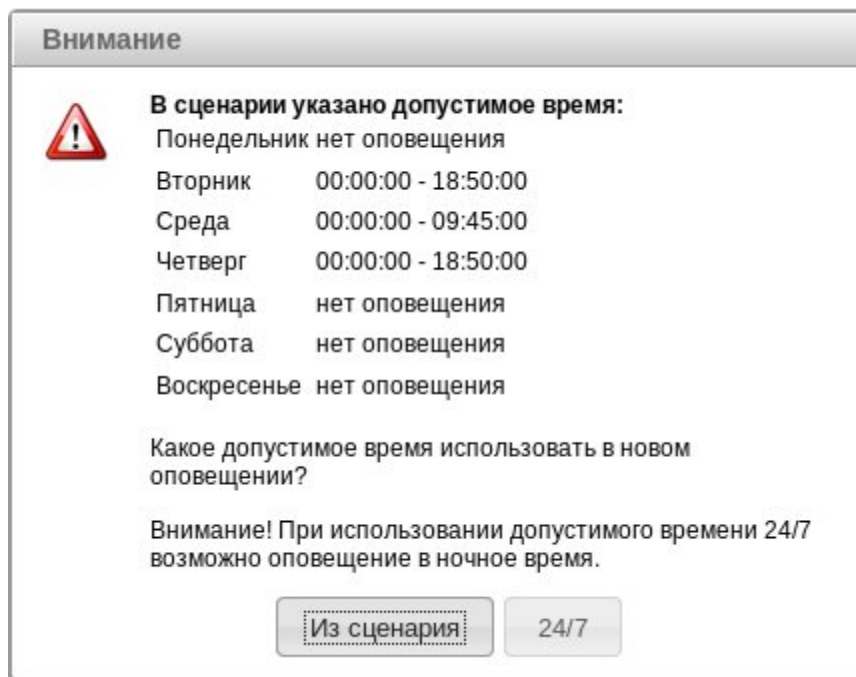 Внимание
В сценарии указано допустимое время:
Понедельник нет оповещения
Вторник 00:00:00 - 18:50:00
Среда 00:00:00 - 09:45:00
Четверг 00:00:00 - 18:50:00
Пятница нет оповещения
Суббота нет оповещения
Воскресенье нет оповещения
Какое допустимое время использовать в новом
оповещении?
Внимание! При использовании допустимого времени 24/7
возможно оповещение в ночное время.
Из сценария 24/7